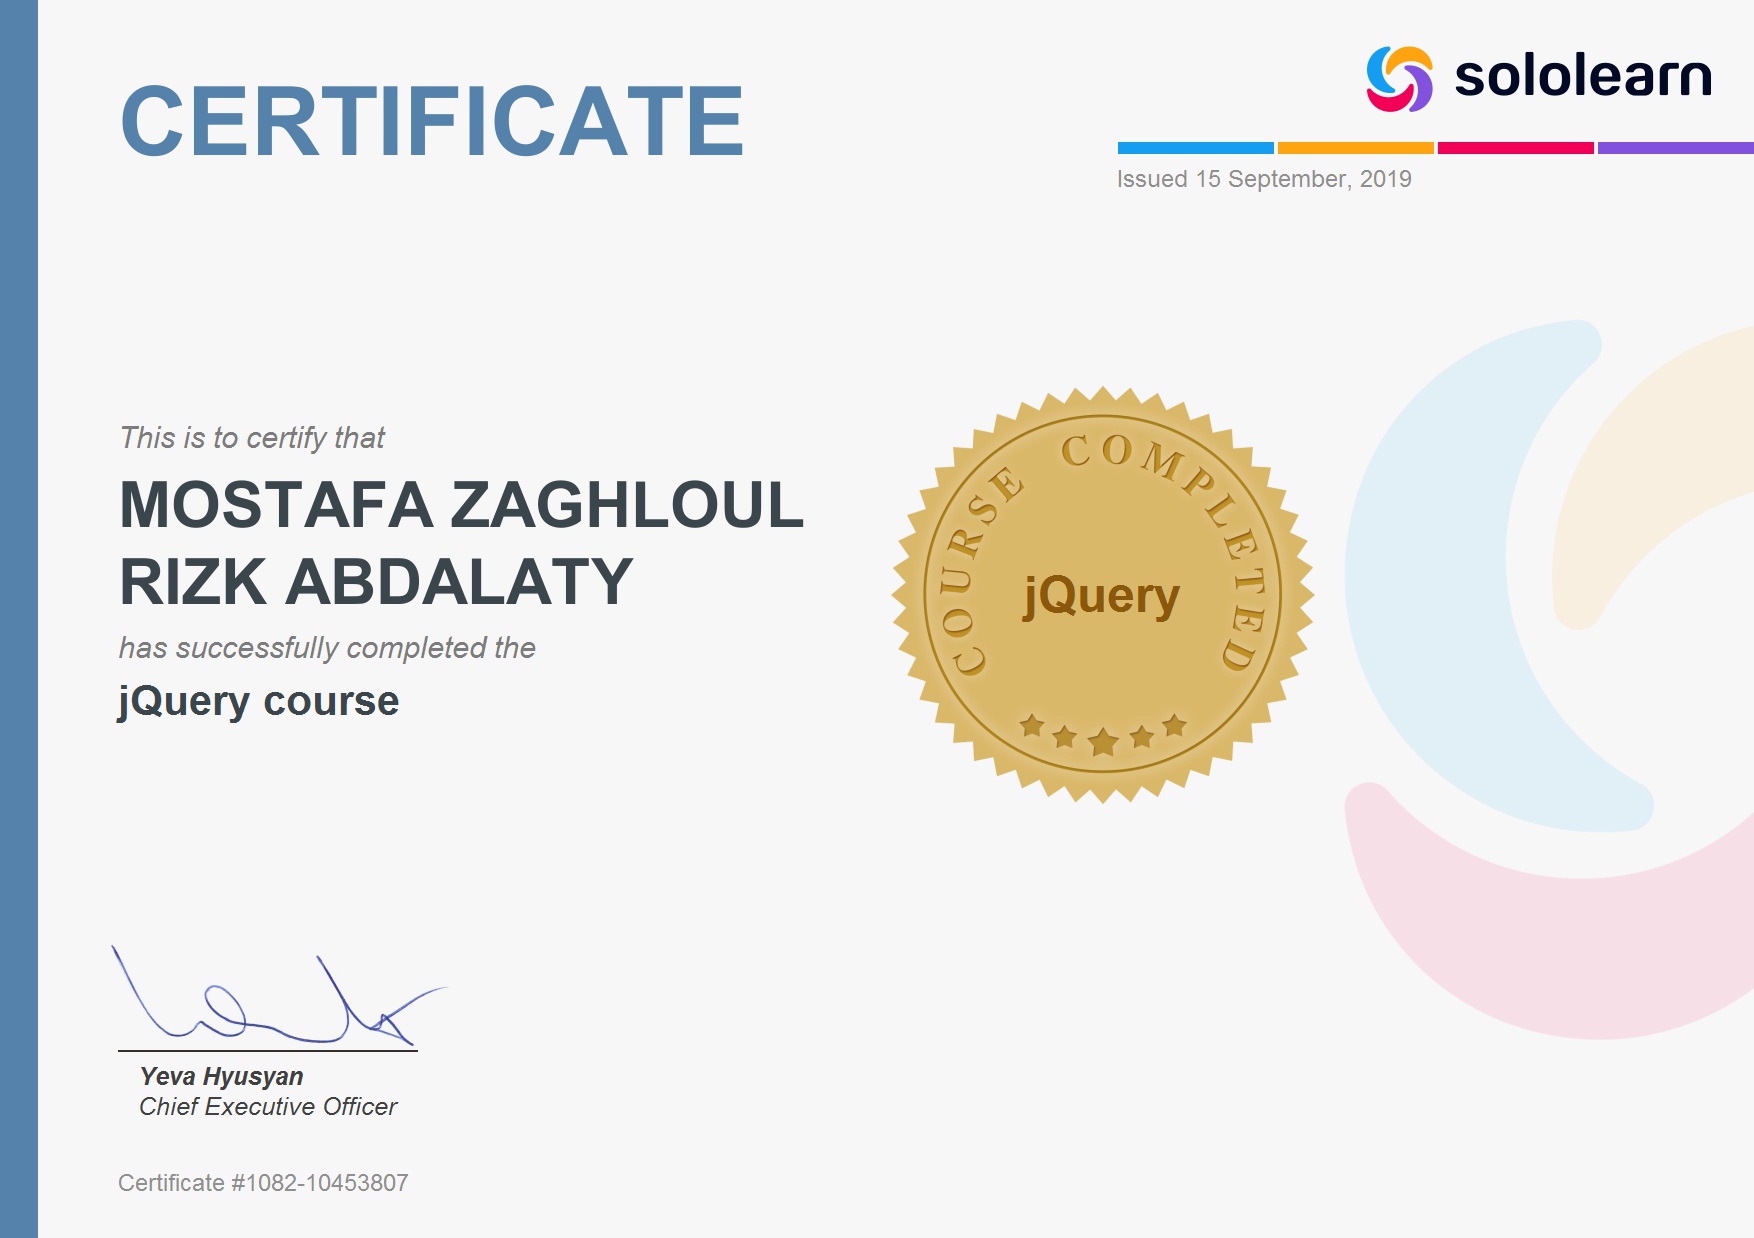 CERTIFICATE
sololearn
Issued 15 September, 2019
This is to certify that
MOSTAFA ZAGHLOUL
RIZK ABDALATY
has successfully completed the
jQuery course
COURSE COMPLETED
jQuery
Yeva Hyusyan
Chief Executive Officer
Certificate #1082-10453807